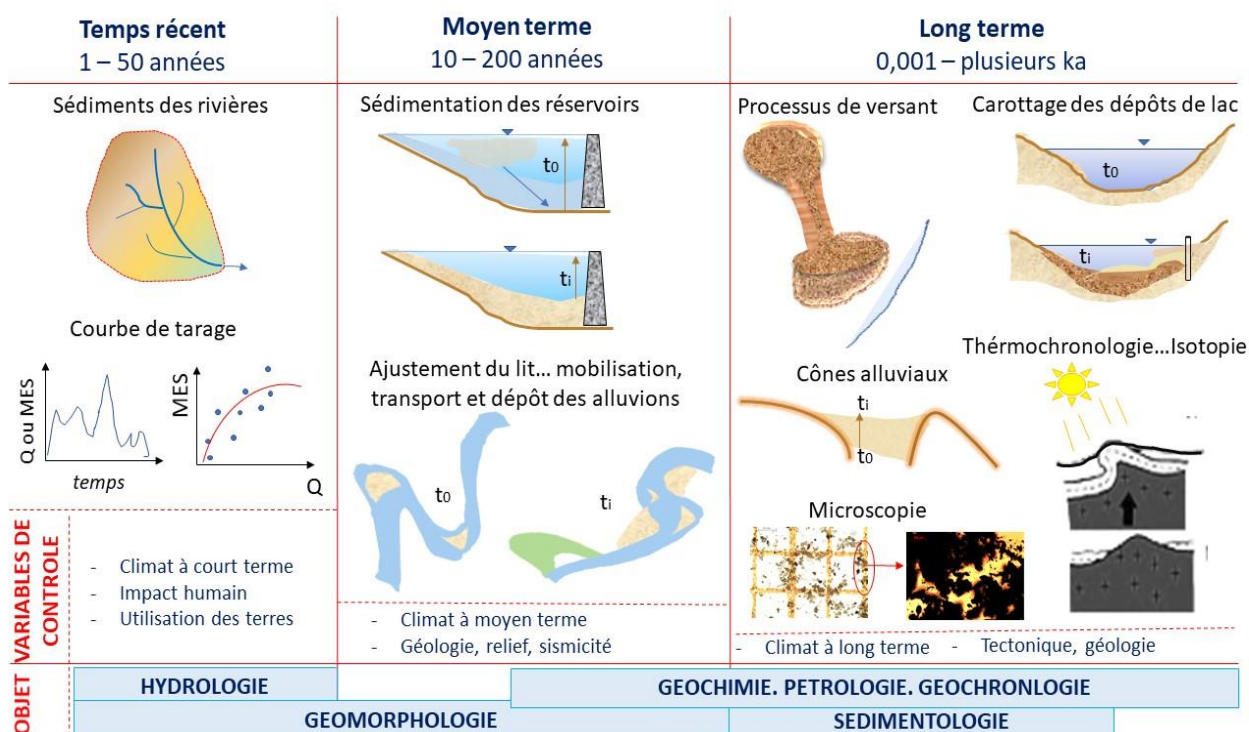 Temps récent
1 – 50 années
Moyen terme
10 – 200 années
Long terme
0,001 – plusieurs ka
Sédiments des rivières
Courbe de tarage
Q ou MES
temps
MES
Q
Sédimentation des réservoirs
t0
ti
Ajustement du lit... mobilisation,
transport et dépôt des alluvions
t0
ti
Processus de versant
Carottage des dépôts de lac
t0
ti
Cônes alluviaux
ti
t0
Thérmochronologie...Isotopie
Microscopie
VARIABLES DE
CONTROLE
- Climat à court terme
- Impact humain
- Utilisation des terres
- Climat à moyen terme
- Géologie, relief, sismicité
- Climat à long terme
- Tectonique, géologie
OBJET
HYDROLOGIE
GEOCHIMIE. PETROLOGIE. GEOCHRONLOGIE
GEOMORPHOLOGIE
SEDIMENTOLOGIE